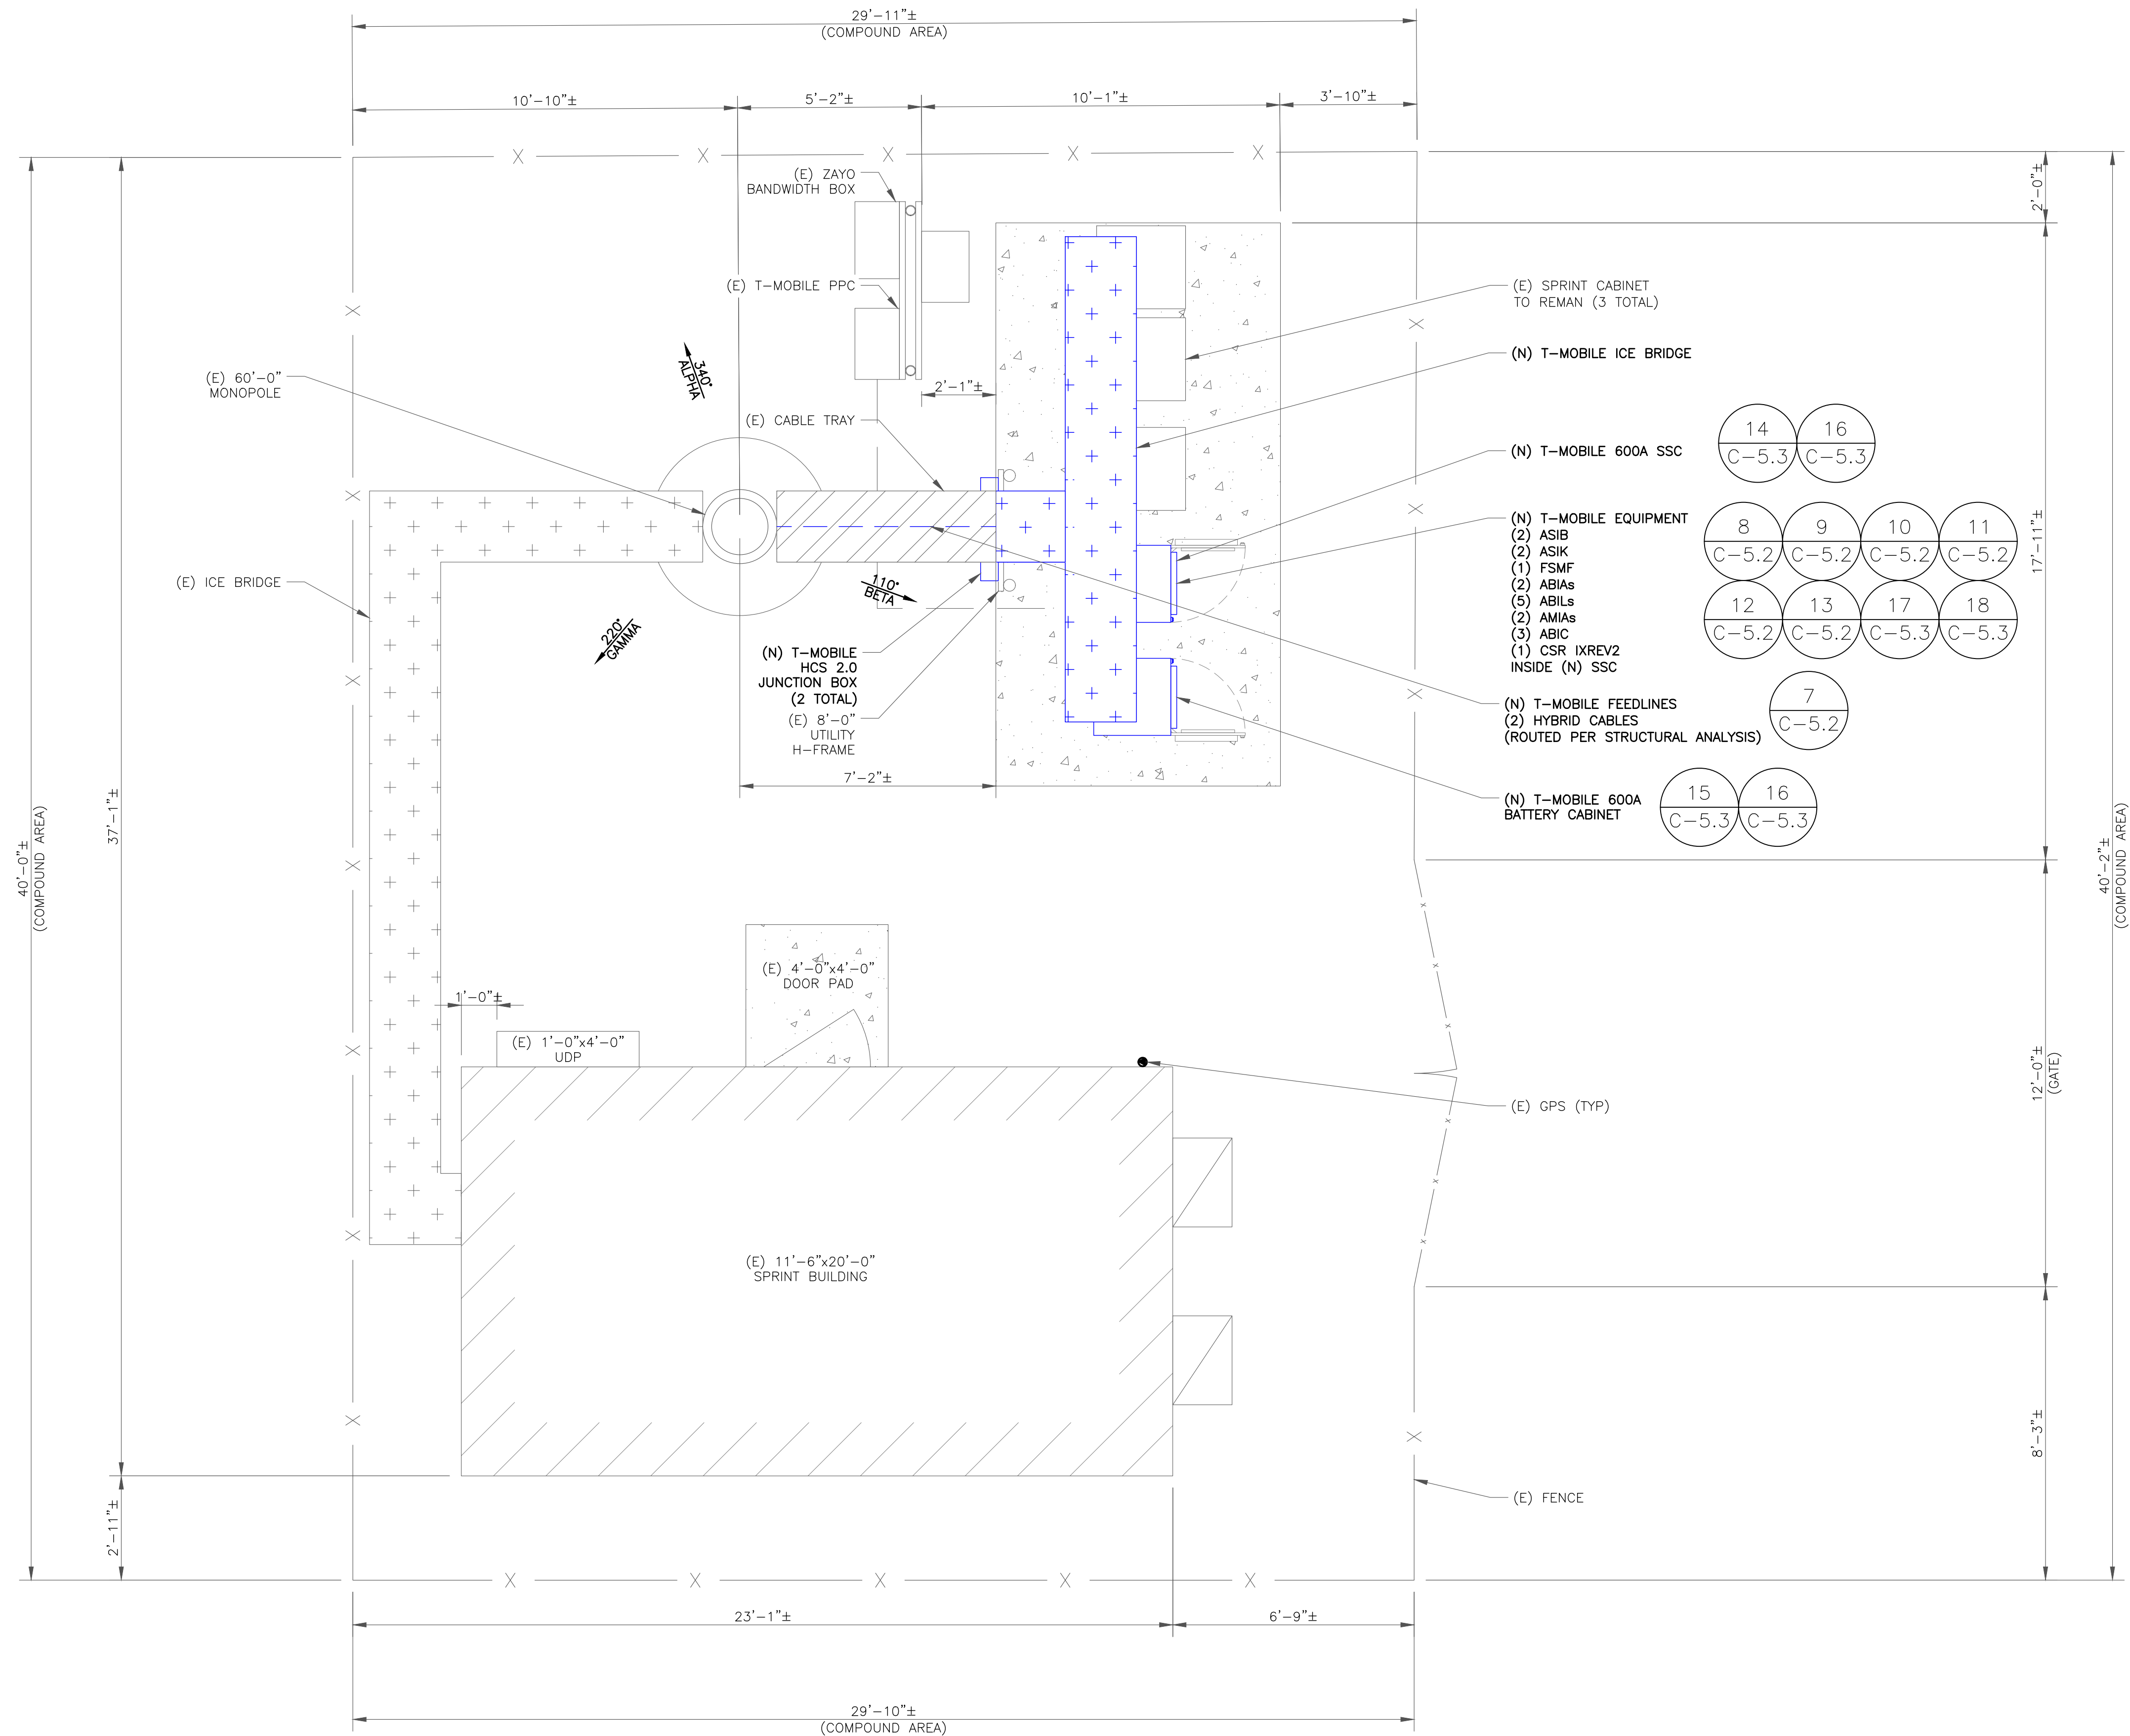 29'-11"±
(COMPOUND AREA)
10'-10"±
5'-2"±
10'-1"±
3'-10"±
(E) ZAYO
BANDWIDTH BOX
(E) T-MOBILE PPC
2'-0"±
(E) SPRINT CABINET
TO REMAN (3 TOTAL)
(N) T-MOBILE ICE BRIDGE
340°
ALPHA
(E) 60'-0"
MONOPOLE
2'-1"±
(E) CABLE TRAY
(N) T-MOBILE 600A SSC
14
C-5.3
16
C-5.3
(N) T-MOBILE EQUIPMENT
(2) ASIB
(2) ASIK
(1) FSMF
(2) ABIAs
(5) ABILs
(2) AMIAs
(3) ABIC
(1) CSR IXREV2
INSIDE (N) SSC
8
C-5.2
9
C-5.2
10
C-5.2
11
C-5.2
12
C-5.2
13
C-5.2
17
C-5.3
18
C-5.3
17'-11"±
(E) ICE BRIDGE
110°
BETA
220°
GAMMA
(N) T-MOBILE
HCS 2.0
JUNCTION BOX
(2 TOTAL)
(E) 8'-0"
UTILITY
H-FRAME
(N) T-MOBILE FEEDLINES
(2) HYBRID CABLES
(ROUTED PER STRUCTURAL ANALYSIS)
7
C-5.2
7'-2"±
(N) T-MOBILE 600A
BATTERY CABINET
15
C-5.3
16
C-5.3
40'-0"±
(COMPOUND AREA)
37'-1"±
40'-2"±
(COMPOUND AREA)
(E) 4'-0"x4'-0"
DOOR PAD
1'-0"±
(E) 1'-0"x4'-0"
UDP
12'-0"±
(GATE)
(E) GPS (TYP)
(E) 11'-6"x20'-0"
SPRINT BUILDING
8'-3"±
2'-11"±
(E) FENCE
23'-1"±
6'-9"±
29'-10"±
(COMPOUND AREA)